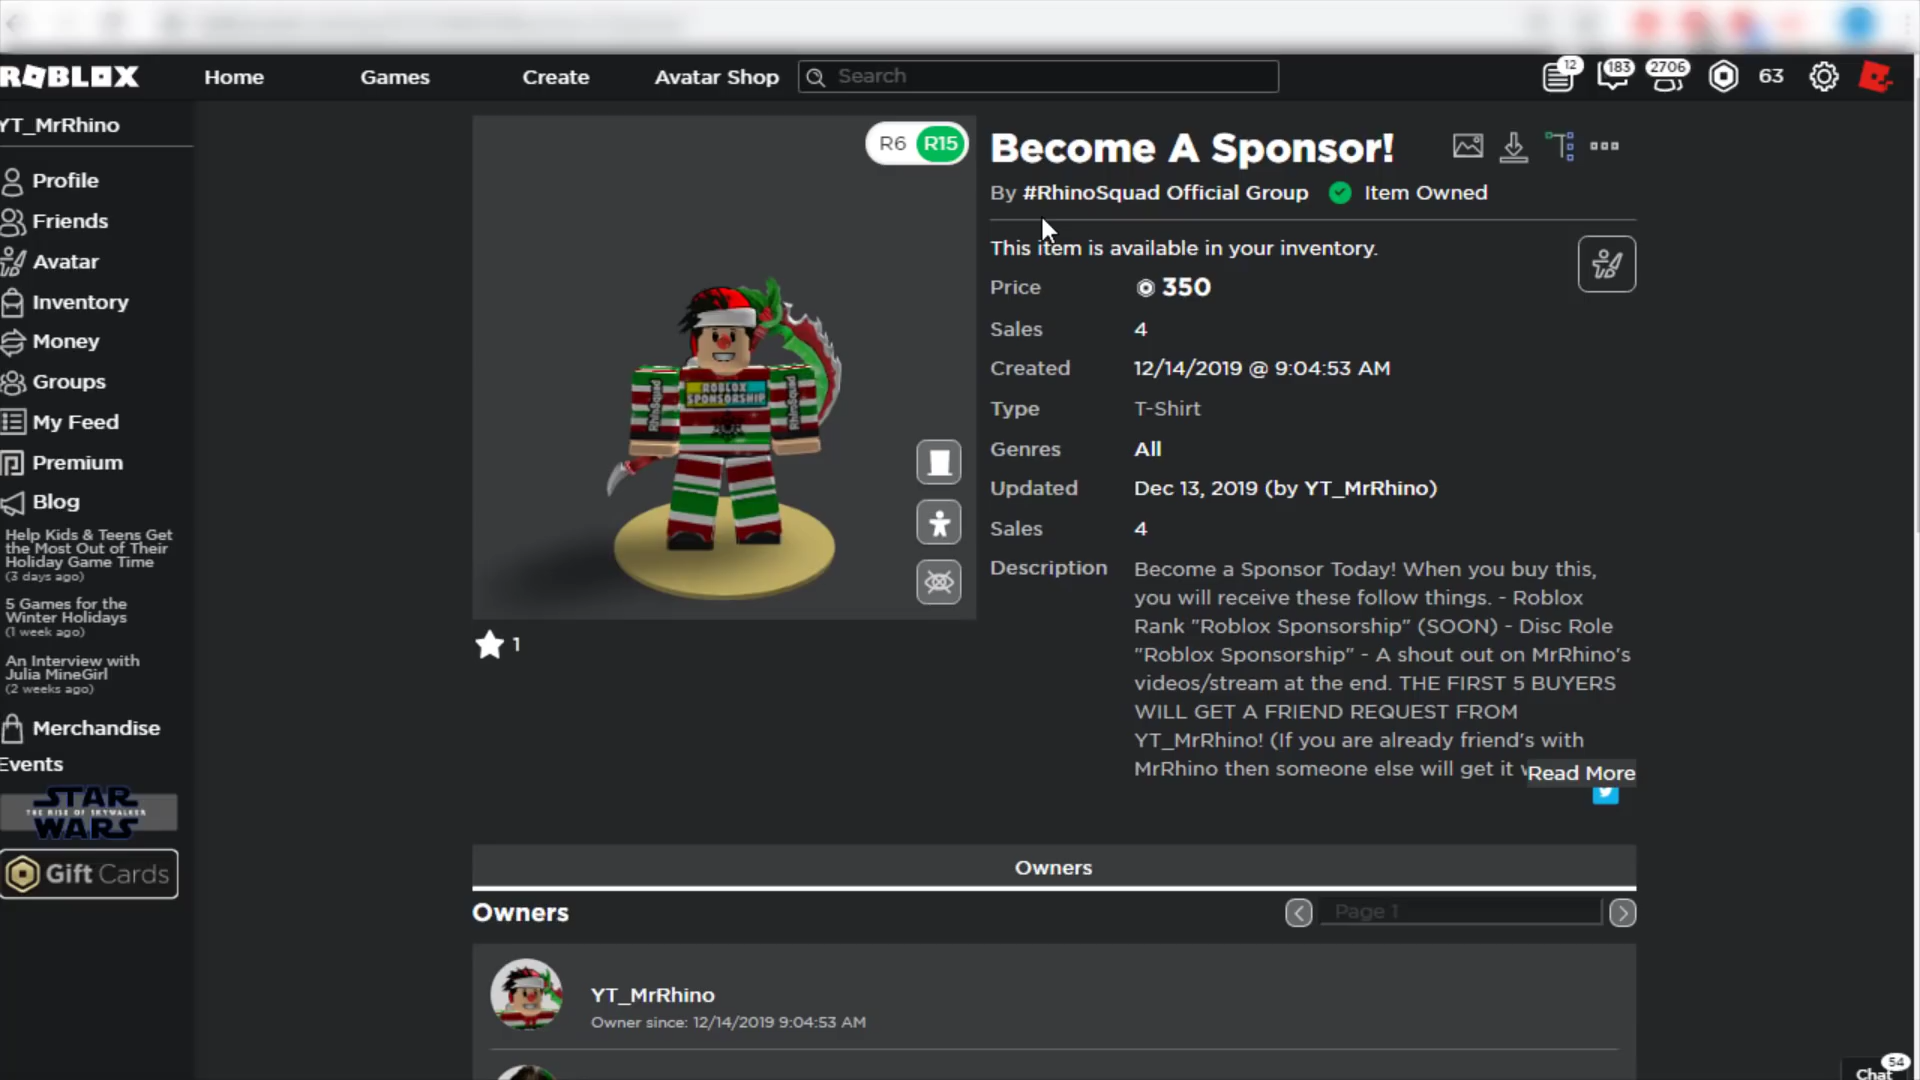 ROBLOX
Home
Games
Create
Avatar Shop
Search
12
183
2706
63
YT_MrRhino
Profile
Friends
Avatar
Inventory
Money
Groups
My Feed
Premium
Blog
Help Kids & Teens Get
the Most Out of Their
Holiday Game Time
(3 days ago)
5 Games for the
Winter Holidays
(1 week ago)
An Interview with
Julia MineGirl
(2 weeks ago)
Merchandise
Events
STAR
THE RISE OF SKYWALKER
WARS
Gift Cards
R6
R15
RhinoSquad
ROBLOX
SPONSORSHIP
RhinoSquad
1
Become A Sponsor!
By #RhinoSquad Official Group
Item Owned
This item is available in your inventory.
Price
350
Sales
4
Created
12/14/2019 @ 9:04:53 AM
Type
T-Shirt
Genres
All
Updated
Dec 13, 2019 (by YT_MrRhino)
Sales
4
Description
Become a Sponsor Today! When you buy this,
you will receive these follow things. - Roblox
Rank "Roblox Sponsorship" (SOON) - Disc Role
"Roblox Sponsorship" - A shout out on MrRhino's
videos/stream at the end. THE FIRST 5 BUYERS
WILL GET A FRIEND REQUEST FROM
YT_MrRhino! (If you are already friend's with
MrRhino then someone else will get it
Read More
Owners
Owners
Page 1
YT_MrRhino
Owner since: 12/14/2019 9:04:53 AM
Chat
54